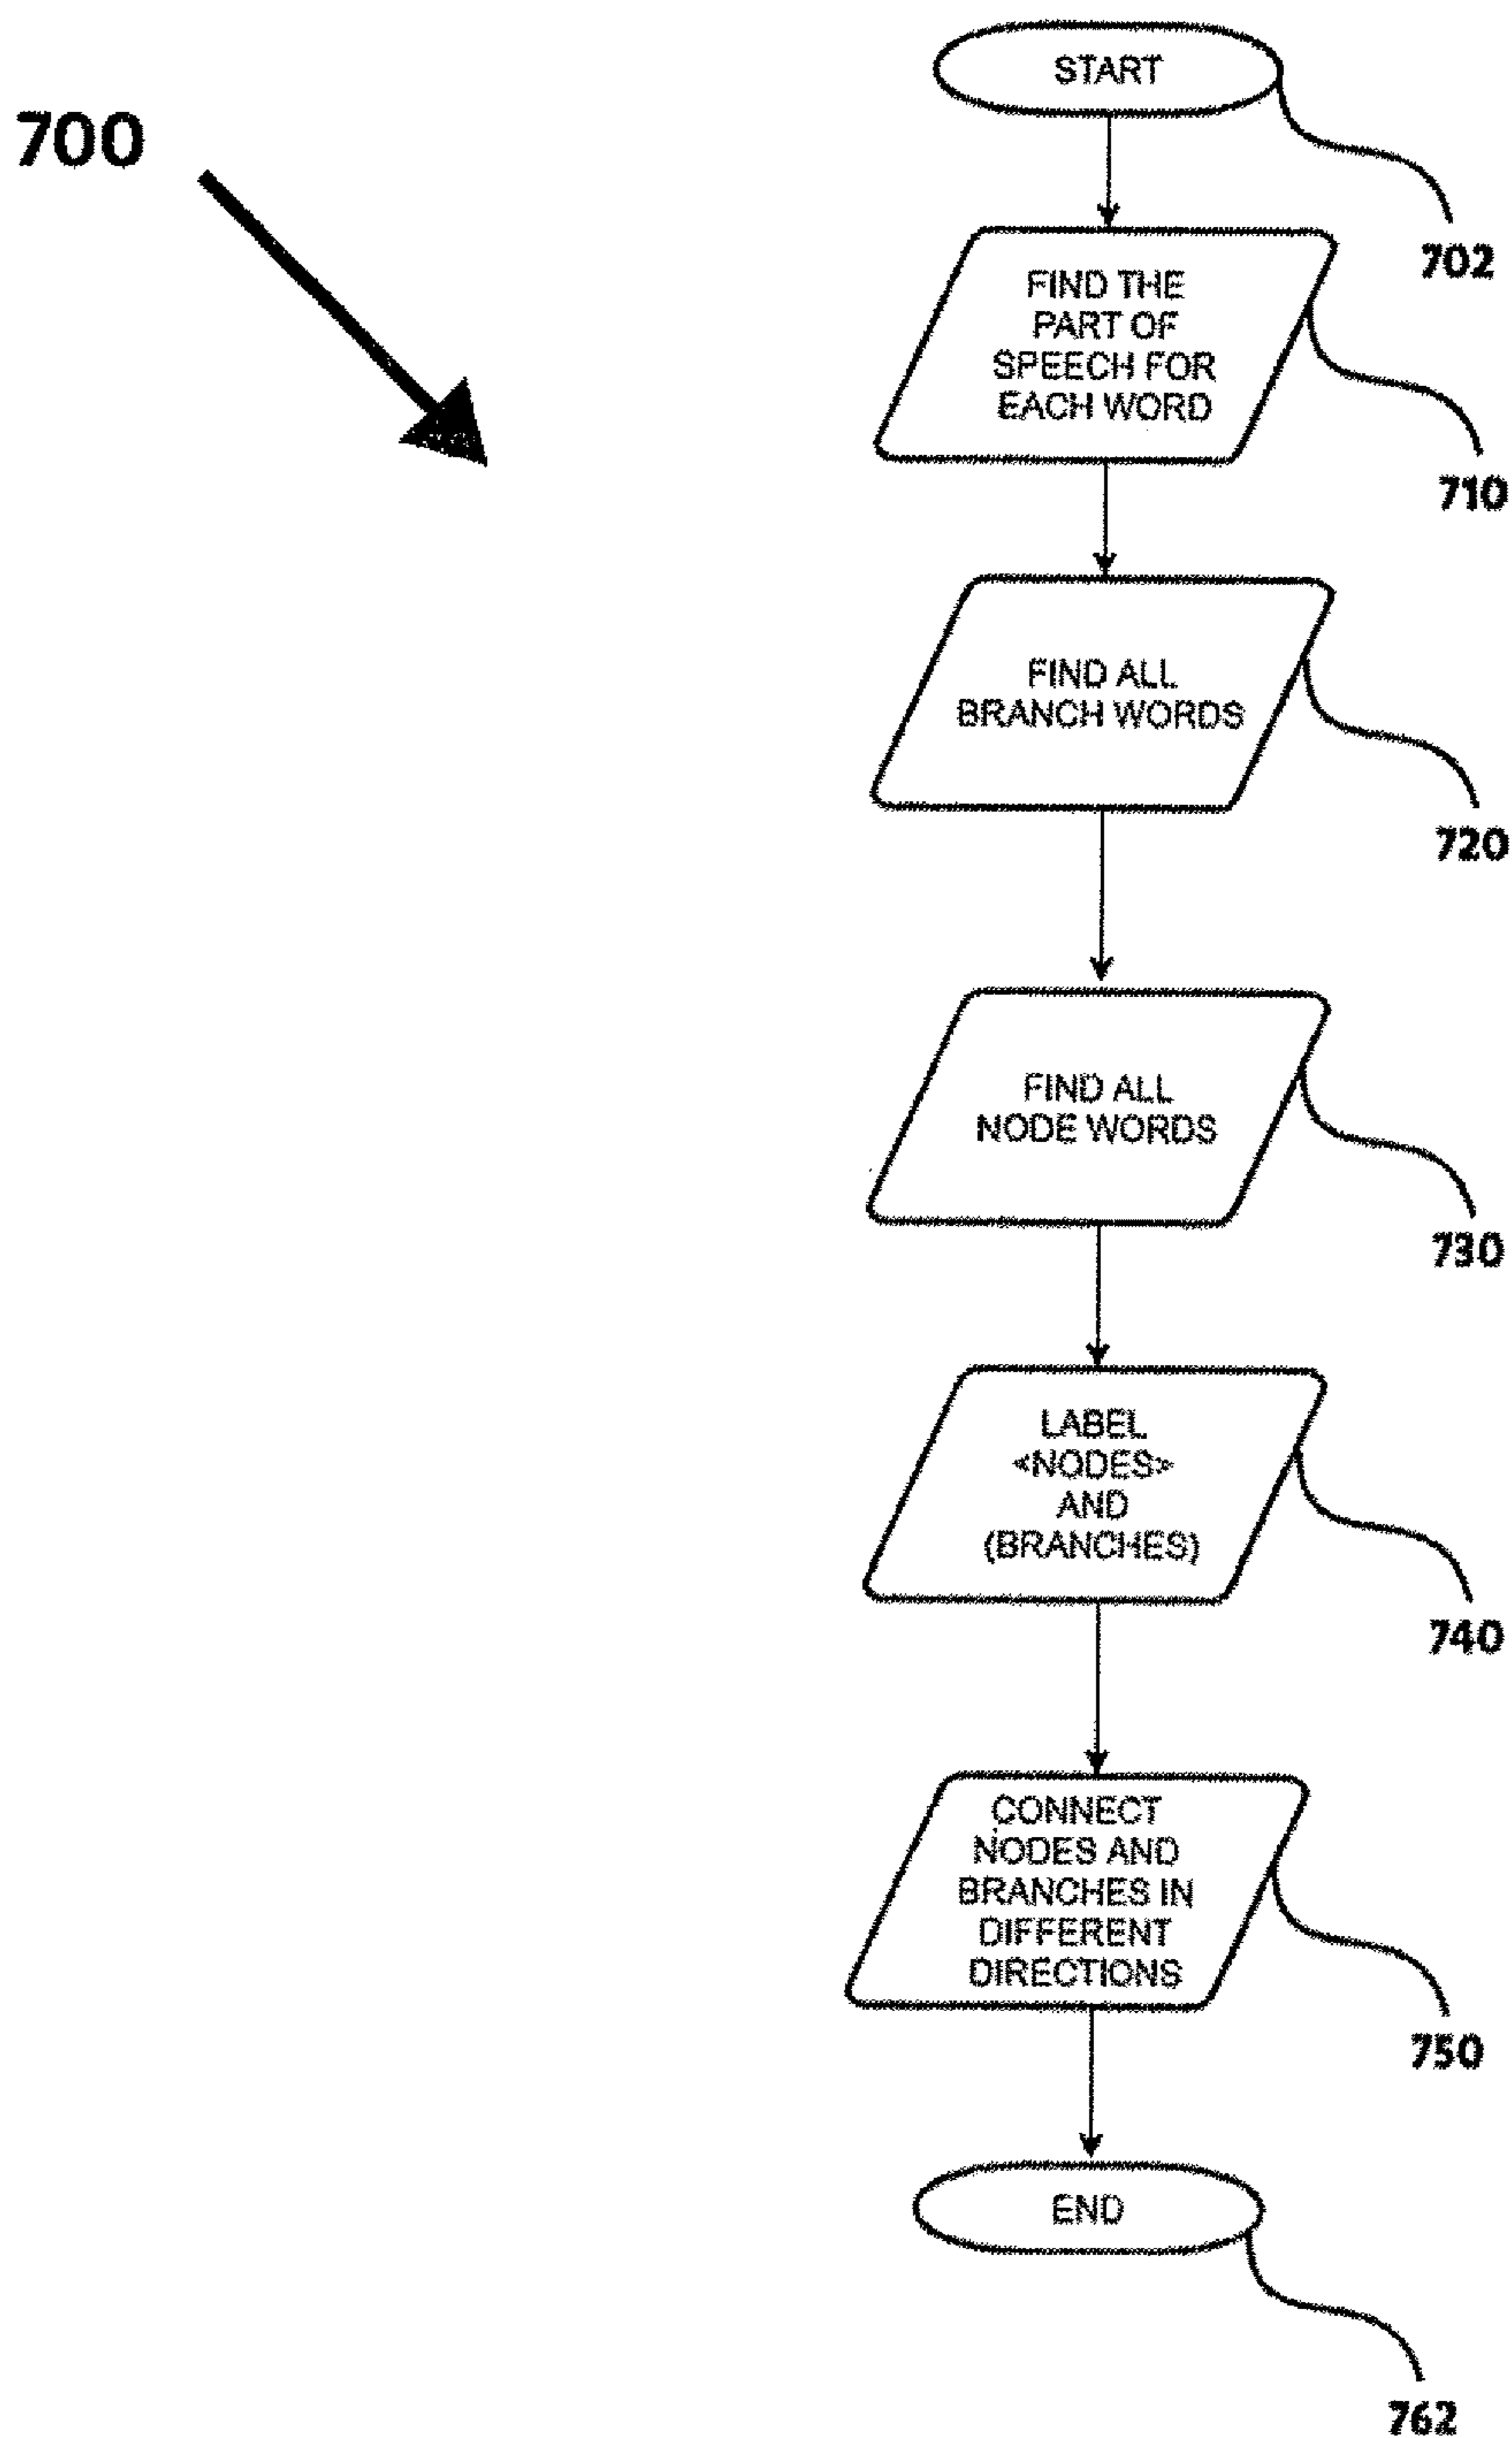 700
START
702
FIND THE
PART OF
SPEECH FOR
EACH WORD
710
FIND ALL
BRANCH WORDS
720
FIND ALL
NODE WORDS
730
LABEL
<NODES>
AND
(BRANCHES)
740
CONNECT
NODES AND
BRANCHES IN
DIFFERENT
DIRECTIONS
750
END
762